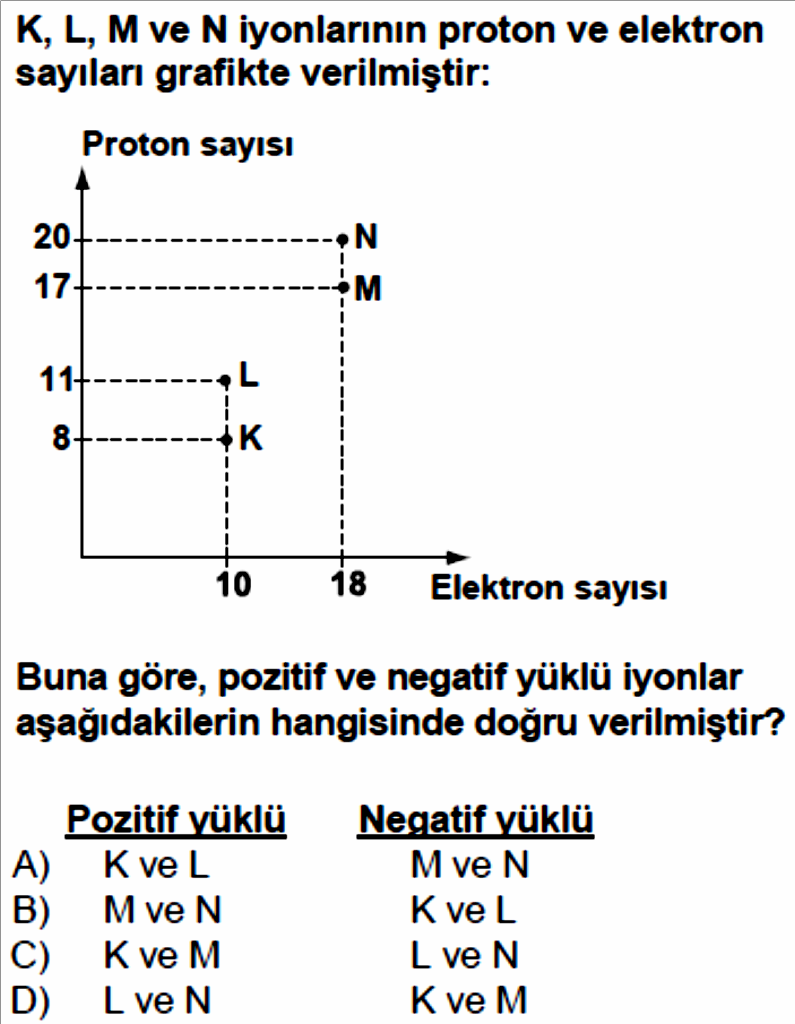 K, L, M ve N iyonlarının proton ve elektron
sayıları grafikte verilmiştir:
Proton sayısı
20 N
17 M
11 L
8 K
10 18 Elektron sayısı
Buna göre, pozitif ve negatif yüklü iyonlar
aşağıdakilerin hangisinde doğru verilmiştir?
Pozitif yüklü Negatif yüklü
A) K ve L M ve N
B) M ve N K ve L
C) K ve M L ve N
D) L ve N K ve M